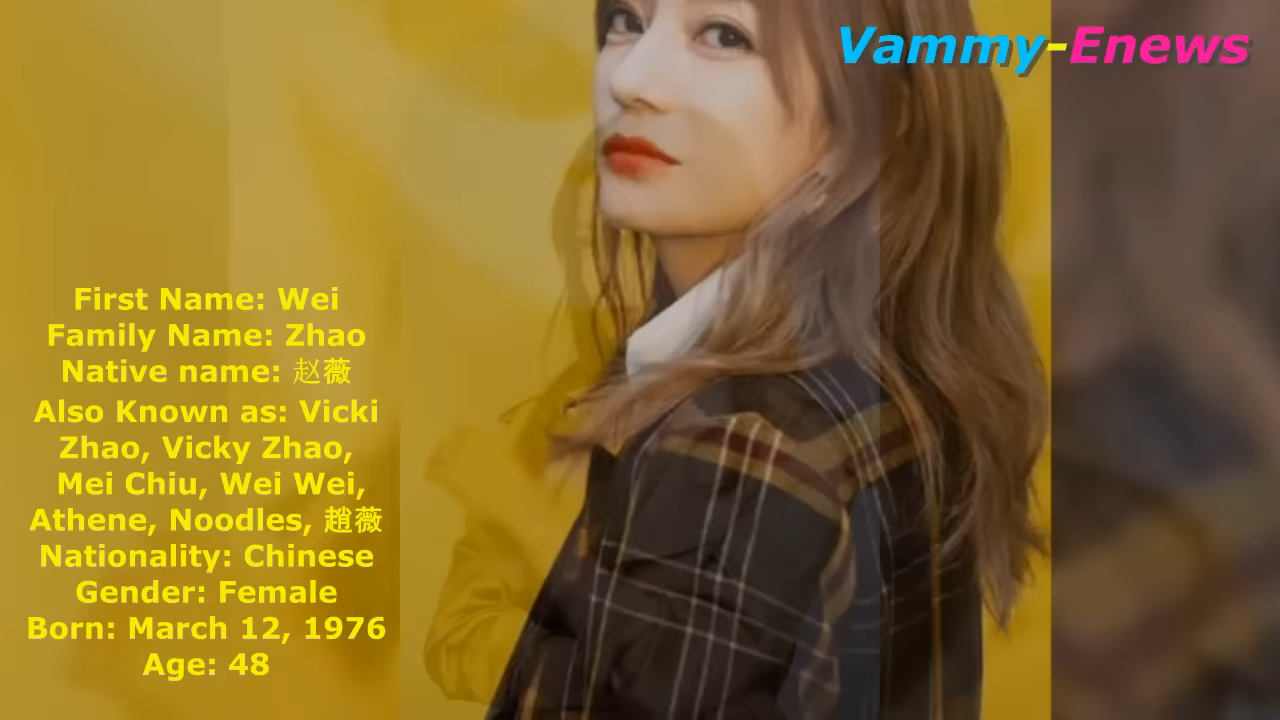 Vammy-Enews
First Name: Wei
Family Name: Zhao
Native name: 赵薇
Also Known as: Vicki
Zhao, Vicky Zhao,
Mei Chiu, Wei Wei,
Athene, Noodles, 趙薇
Nationality: Chinese
Gender: Female
Born: March 12, 1976
Age: 48